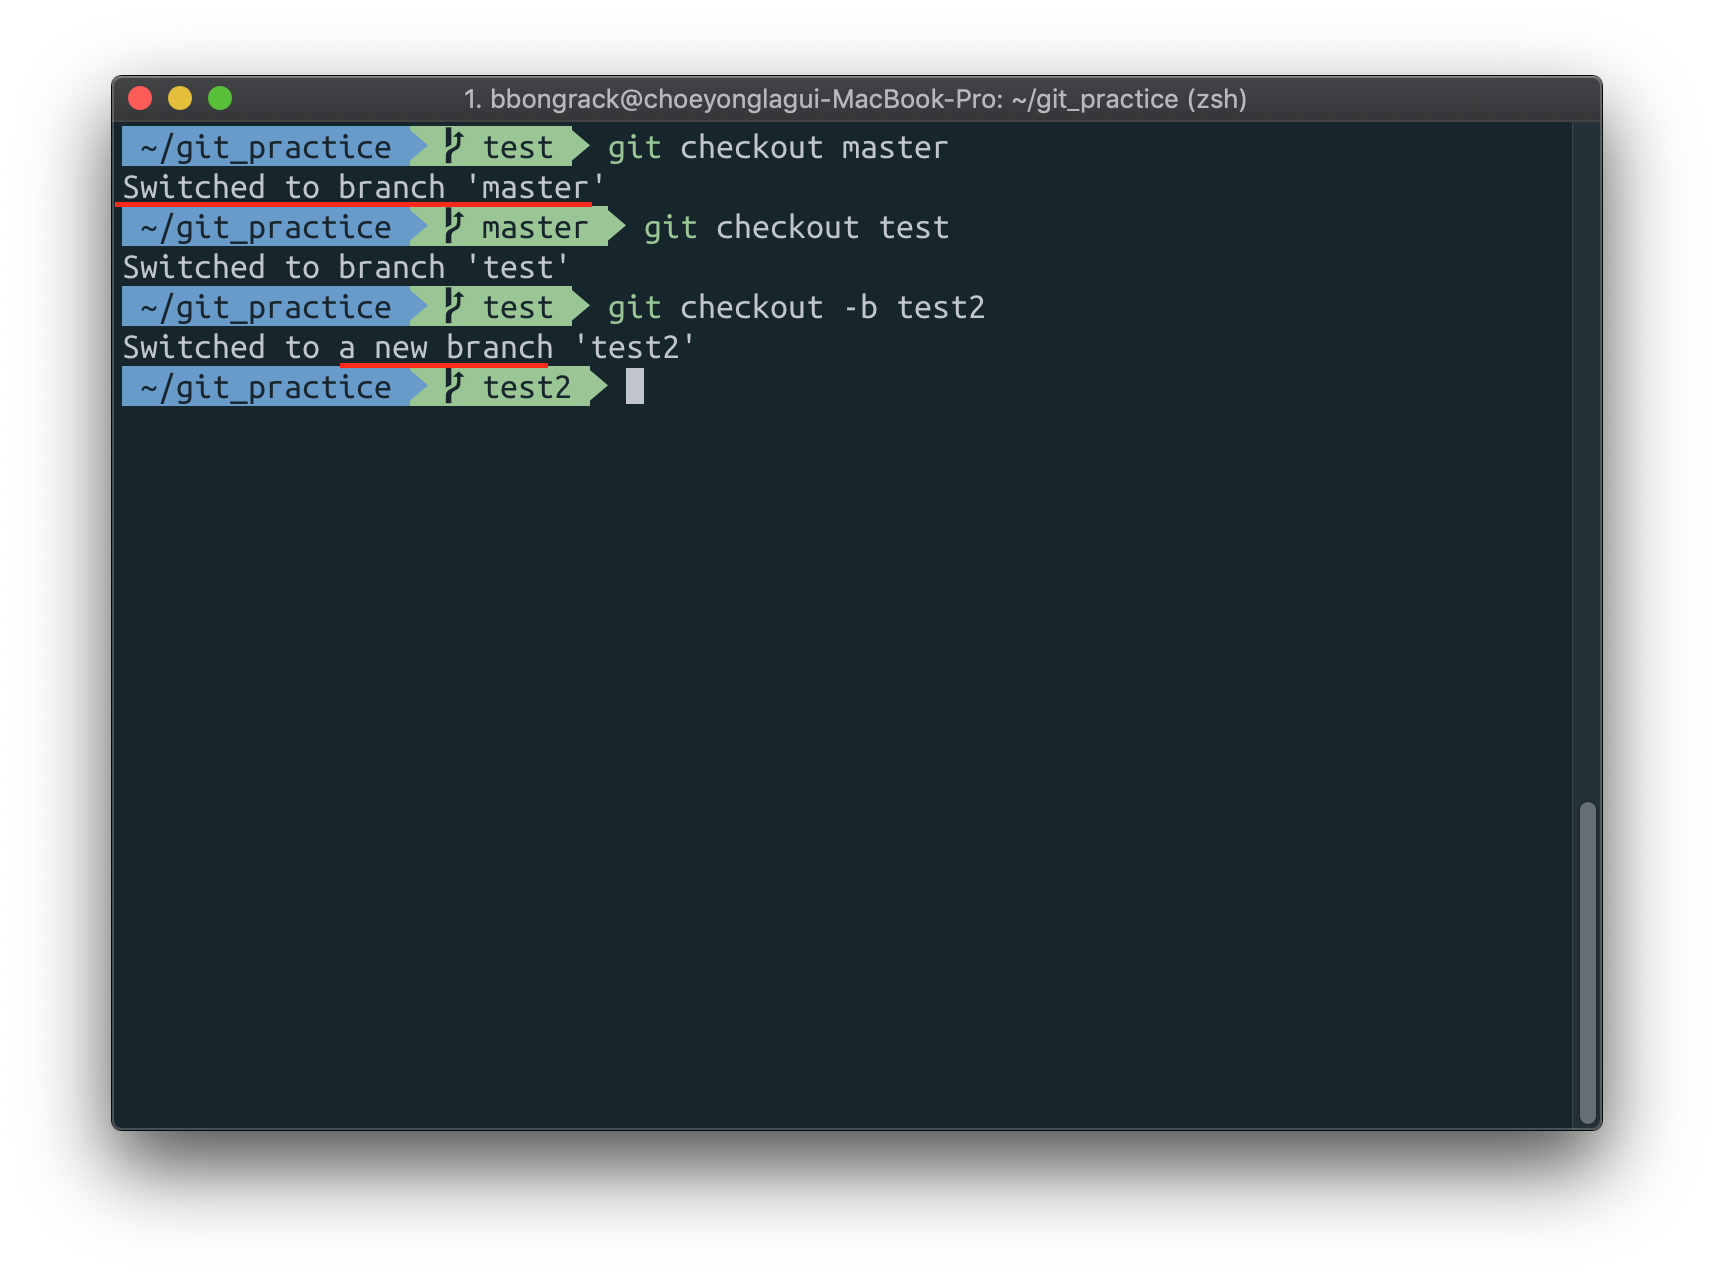 1. bbongrack@choeyonglagui-MacBook-Pro: ~/git_practice (zsh)
~/git_practice test git checkout master
Switched to branch 'master'
~/git_practice master git checkout test
Switched to branch 'test'
~/git_practice test git checkout -b test2
Switched to a new branch 'test2'
~/git_practice test2